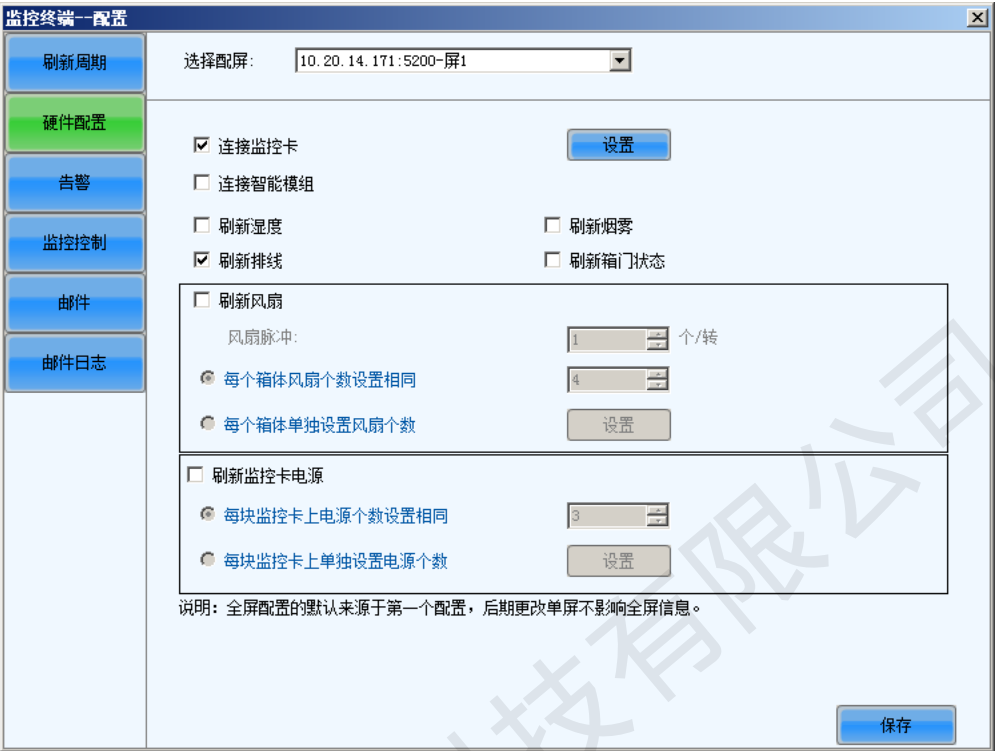 监控终端--配置
刷新周期
硬件配置
告警
监控控制
邮件
邮件日志
选择配屏:
10.20.14.171:5200-屏1
连接监控卡
设置
连接智能模组
刷新湿度
刷新烟雾
刷新排线
刷新箱门状态
刷新风扇
风扇脉冲:
1
个/转
每个箱体风扇个数设置相同
4
每个箱体单独设置风扇个数
设置
刷新监控卡电源
每块监控卡上电源个数设置相同
3
每块监控卡上单独设置电源个数
设置
说明: 全屏配置的默认来源于第一个配置，后期更改单屏不影响全屏信息。
保存
技有限公司